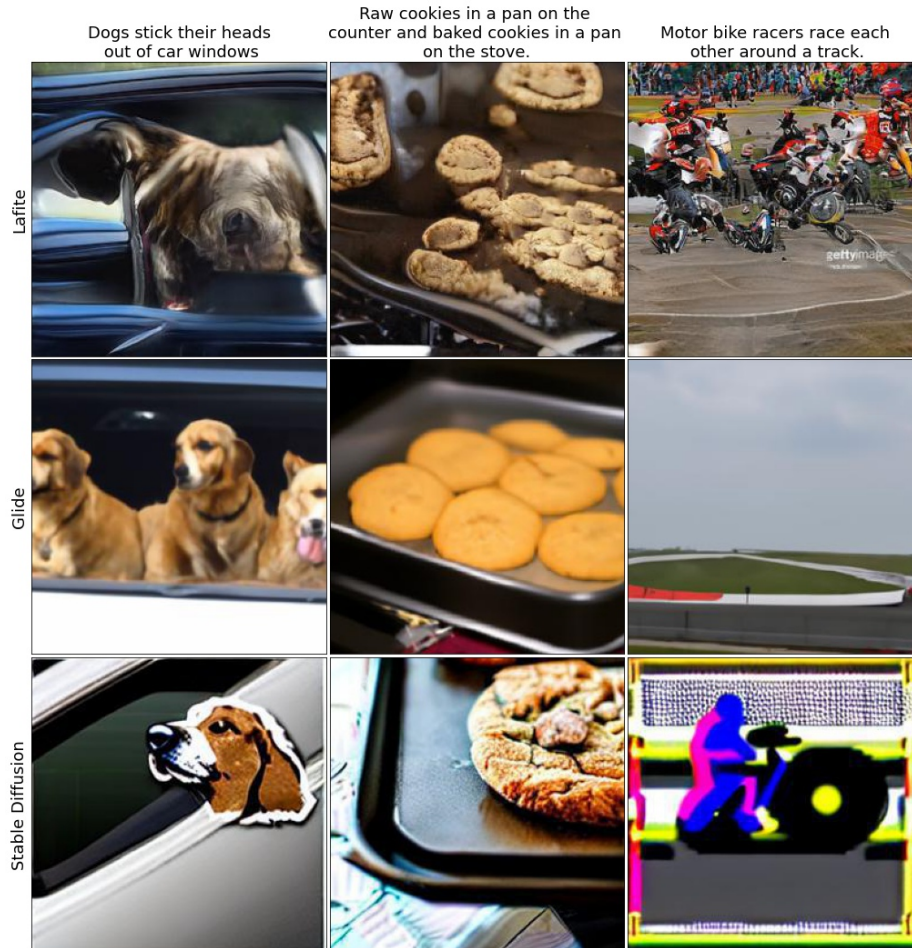 Dogs stick their heads
out of car windows
Raw cookies in a pan on the
counter and baked cookies in a pan
on the stove.
Motor bike racers race each
other around a track.
Lafite
gettyimages
Glide
Stable Diffusion